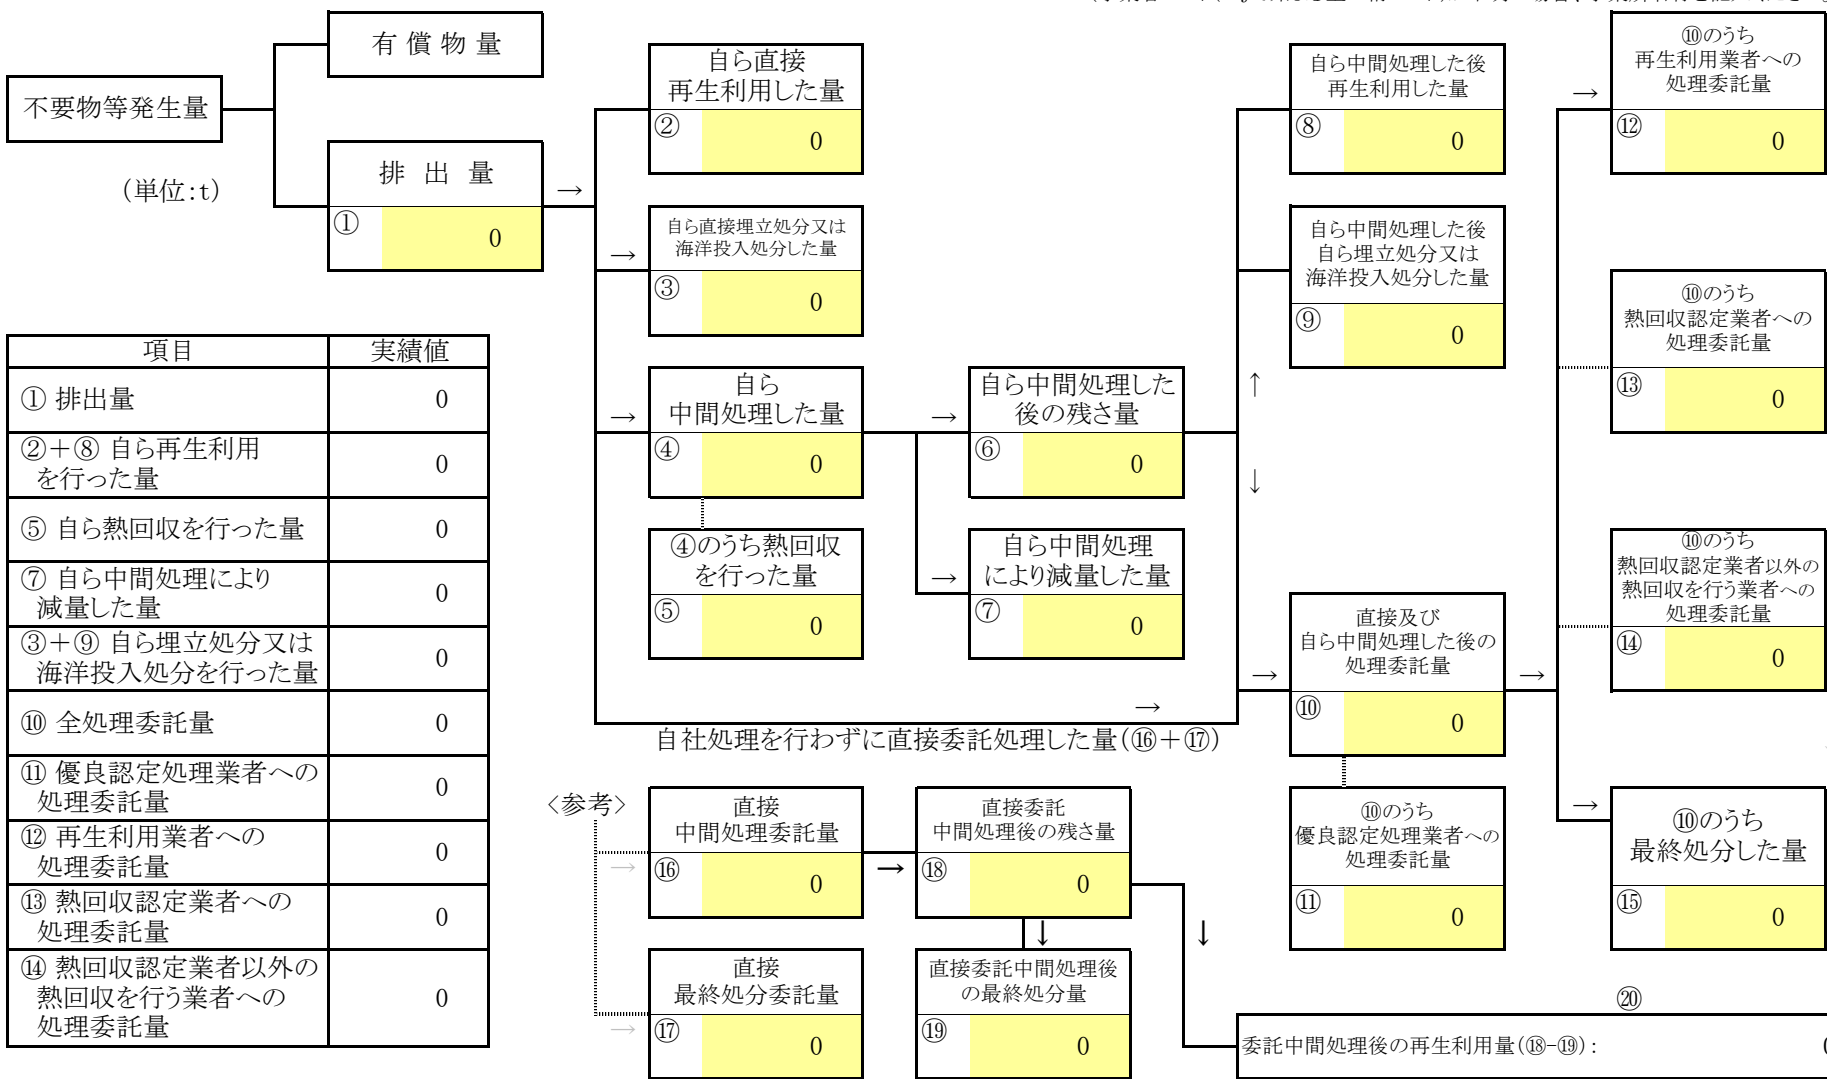 有 償 物 量
不要物等発生量
(単位:t)
排 出 量
→
①
0
自ら直接
再生利用した量
②
0
→
自ら直接埋立処分又は
海洋投入処分した量
③
0
→
自ら
中間処理した量
④
0
④のうち熱回収
を行った量
⑤
0
→
自ら中間処理した
後の残さ量
⑥
0
→
自ら中間処理
により減量した量
⑦
0
自ら中間処理した後
再生利用した量
⑧
0
自ら中間処理した後
自ら埋立処分又は
海洋投入処分した量
⑨
0
↑
↓
→
自社処理を行わずに直接委託処理した量(⑯+⑰)
→
直接及び
自ら中間処理した後の
処理委託量
⑩
0
→
⑩のうち
優良認定処理業者への
処理委託量
⑪
0
→
⑩のうち
再生利用業者への
処理委託量
⑫
0
⑩のうち
熱回収認定業者への
処理委託量
⑬
0
⑩のうち
熱回収認定業者以外の
熱回収を行う業者への
処理委託量
⑭
0
→
⑩のうち
最終処分した量
⑮
0
項目 実績値
① 排出量 0
②+⑧ 自ら再生利用
を行った量 0
⑤ 自ら熱回収を行った量 0
⑦ 自ら中間処理により
減量した量 0
③+⑨ 自ら埋立処分又は
海洋投入処分を行った量 0
⑩ 全処理委託量 0
⑪ 優良認定処理業者への
処理委託量 0
⑫ 再生利用業者への
処理委託量 0
⑬ 熱回収認定業者への
処理委託量 0
⑭ 熱回収認定業者以外の
熱回収を行う業者への
処理委託量 0
〈参考〉
→
直接
中間処理委託量
⑯
0
→
直接委託
中間処理後の残さ量
⑱
0
↓
↓
→
直接
最終処分委託量
⑰
0
直接委託中間処理後
の最終処分量
⑲
0
⑳
委託中間処理後の再生利用量(⑱-⑲):